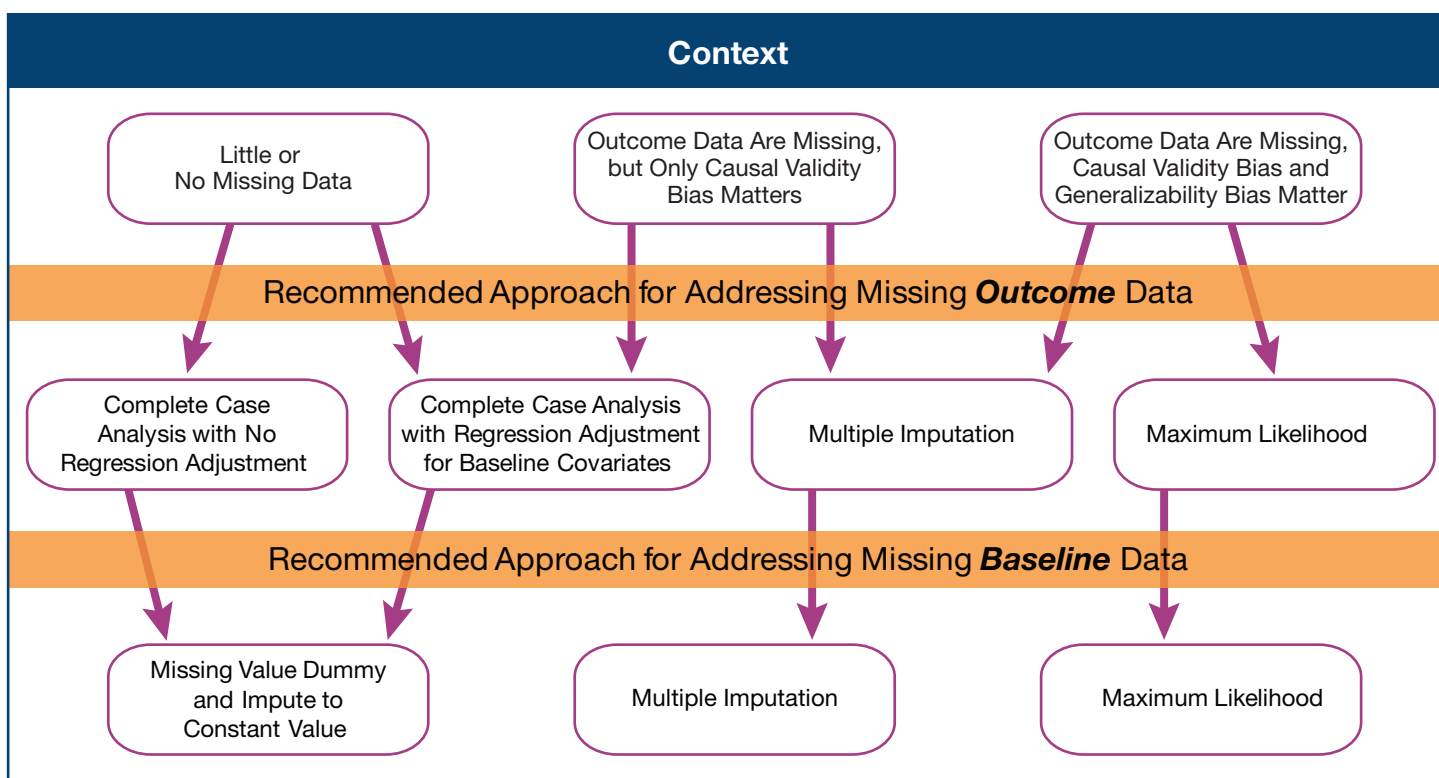 Context
Little or
No Missing Data
Outcome Data Are Missing,
but Only Causal Validity
Bias Matters
Outcome Data Are Missing,
Causal Validity Bias and
Generalizability Bias Matter
Recommended Approach for Addressing Missing Outcome Data
Complete Case
Analysis with No
Regression Adjustment
Complete Case Analysis
with Regression Adjustment
for Baseline Covariates
Multiple Imputation
Maximum Likelihood
Recommended Approach for Addressing Missing Baseline Data
Missing Value Dummy
and Impute to
Constant Value
Multiple Imputation
Maximum Likelihood